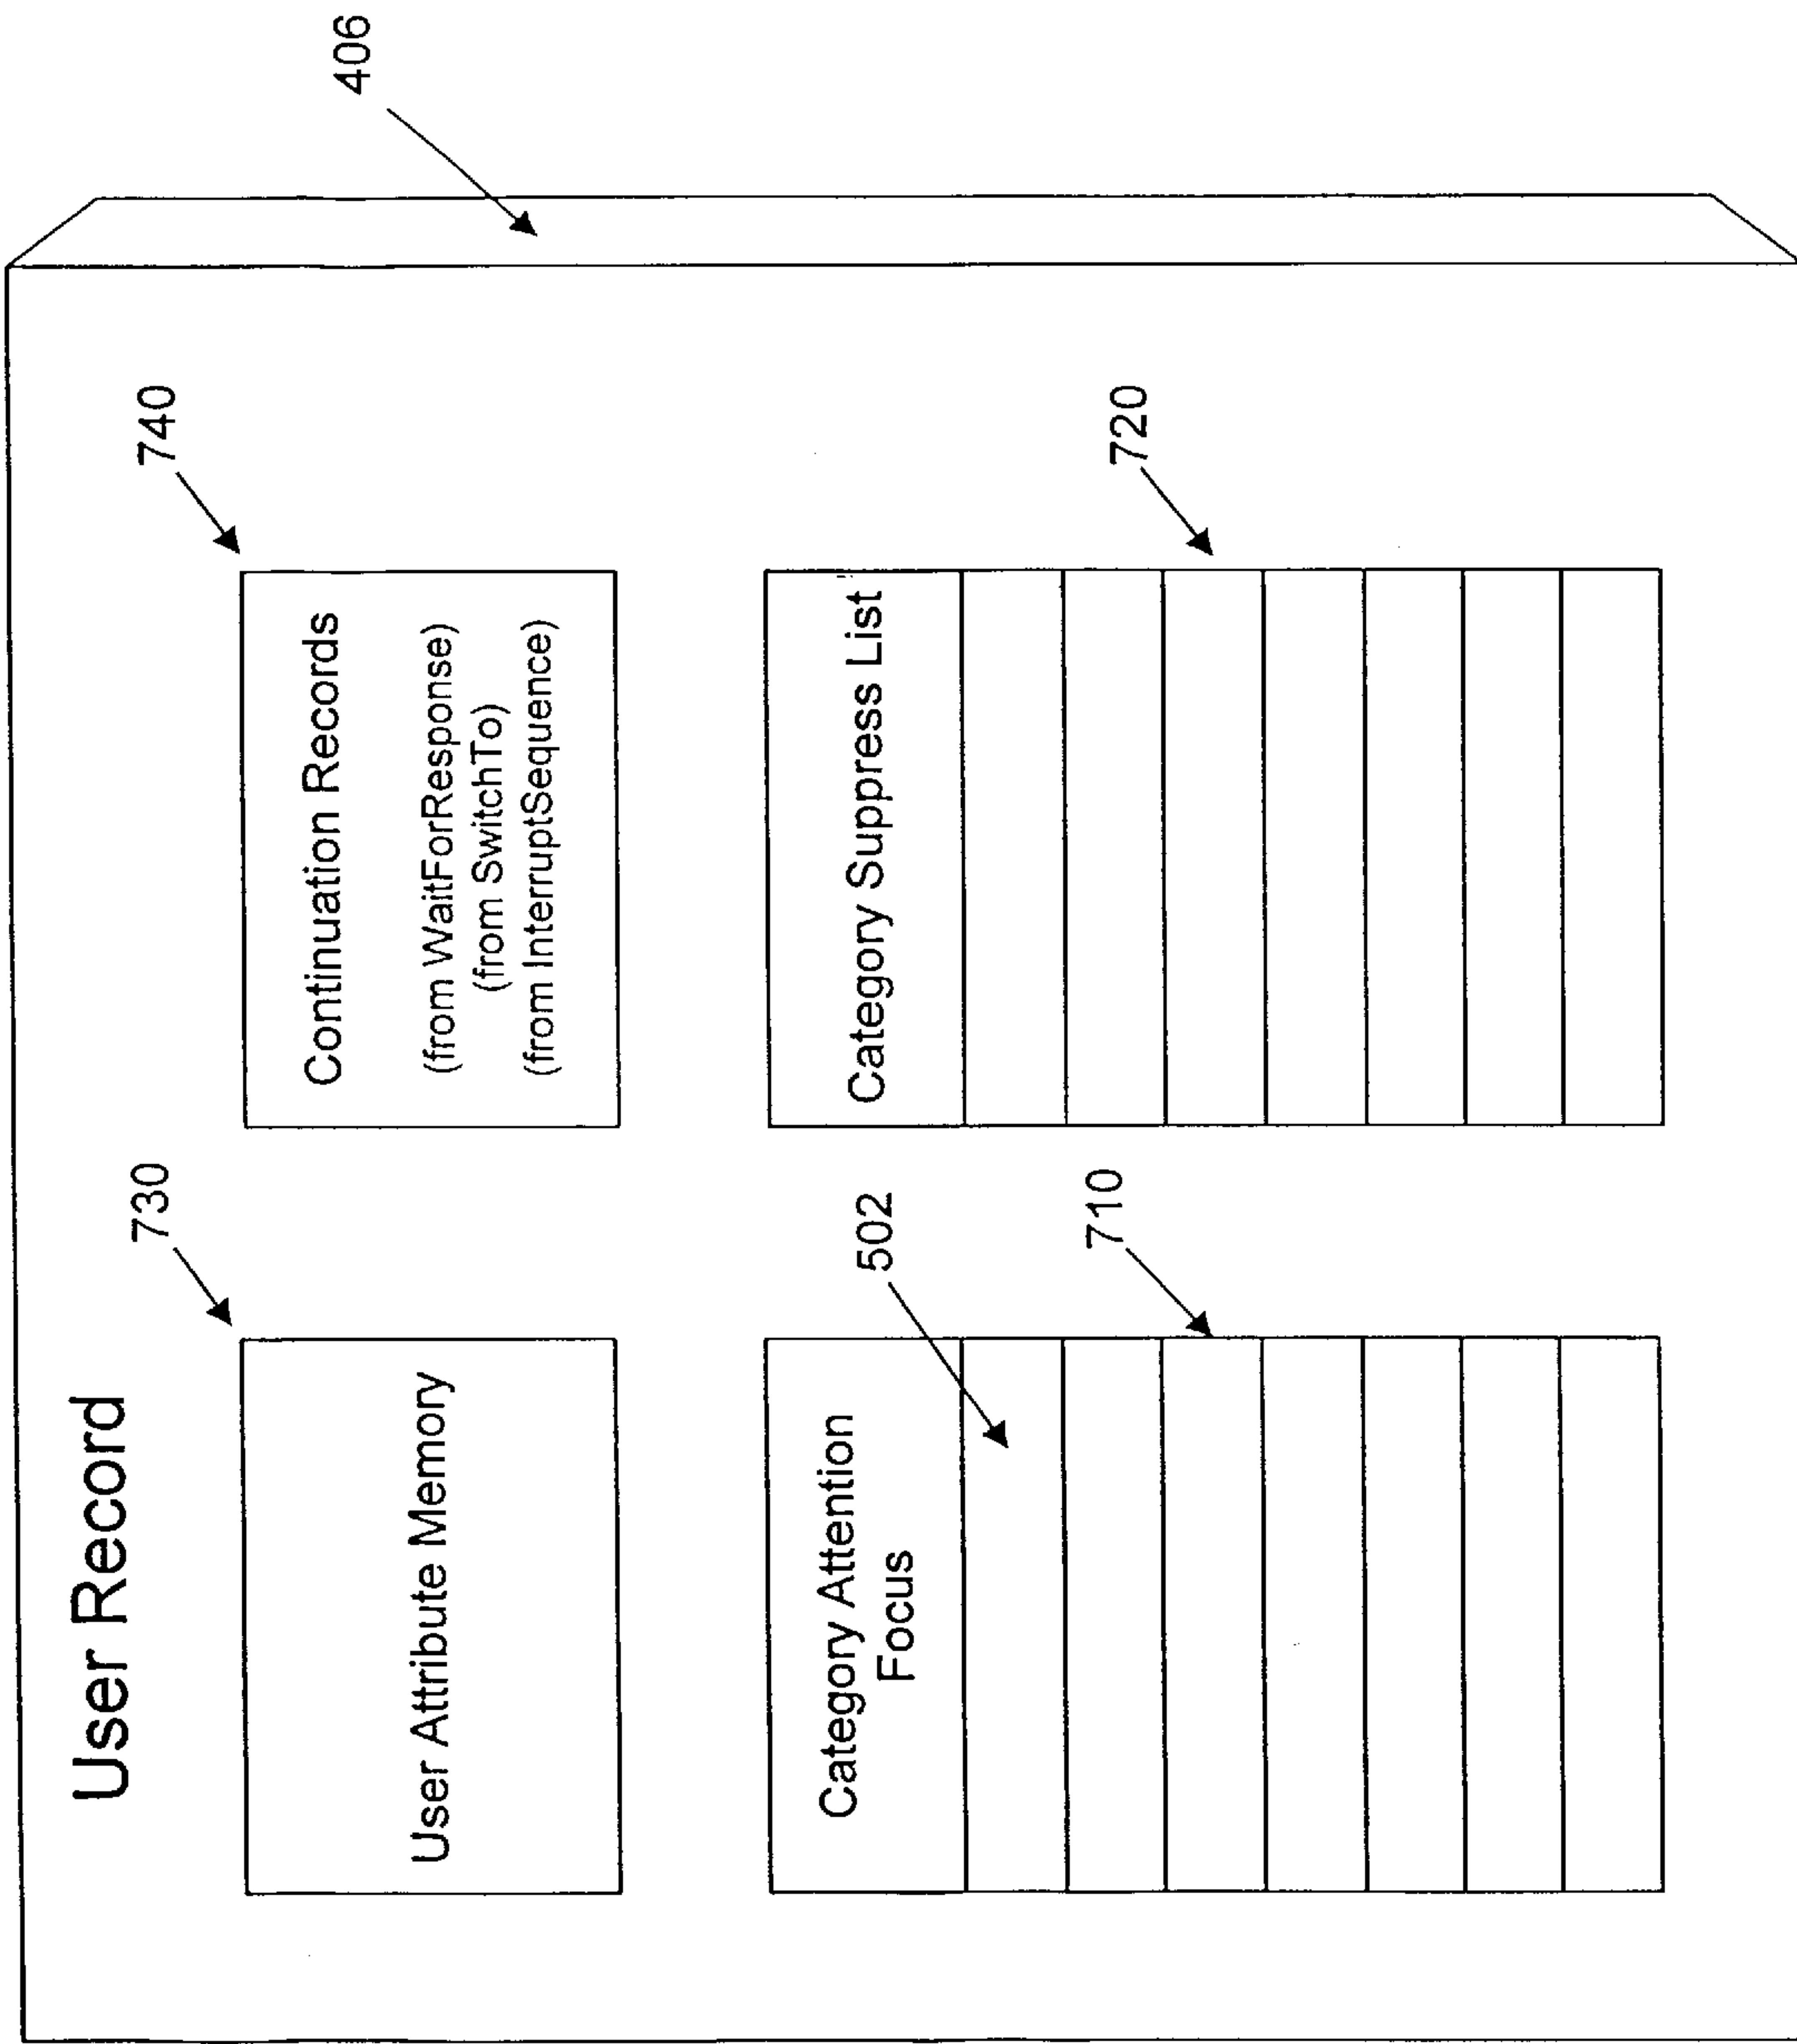 User Record
406
730
740
User Attribute Memory
Continuation Records
(from WaitForResponse)
(from SwitchTo)
(from InterruptSequence)
502
710
720
Category Attention
Focus
Category Suppress List